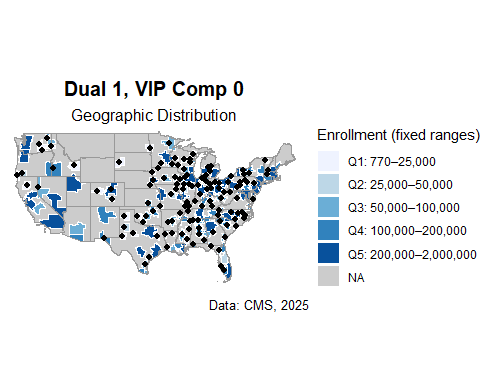 Dual 1, VIP Comp 0
Geographic Distribution
Enrollment (fixed ranges)
Q1: 770–25,000
Q2: 25,000–50,000
Q3: 50,000–100,000
Q4: 100,000–200,000
Q5: 200,000–2,000,000
NA
Data: CMS, 2025